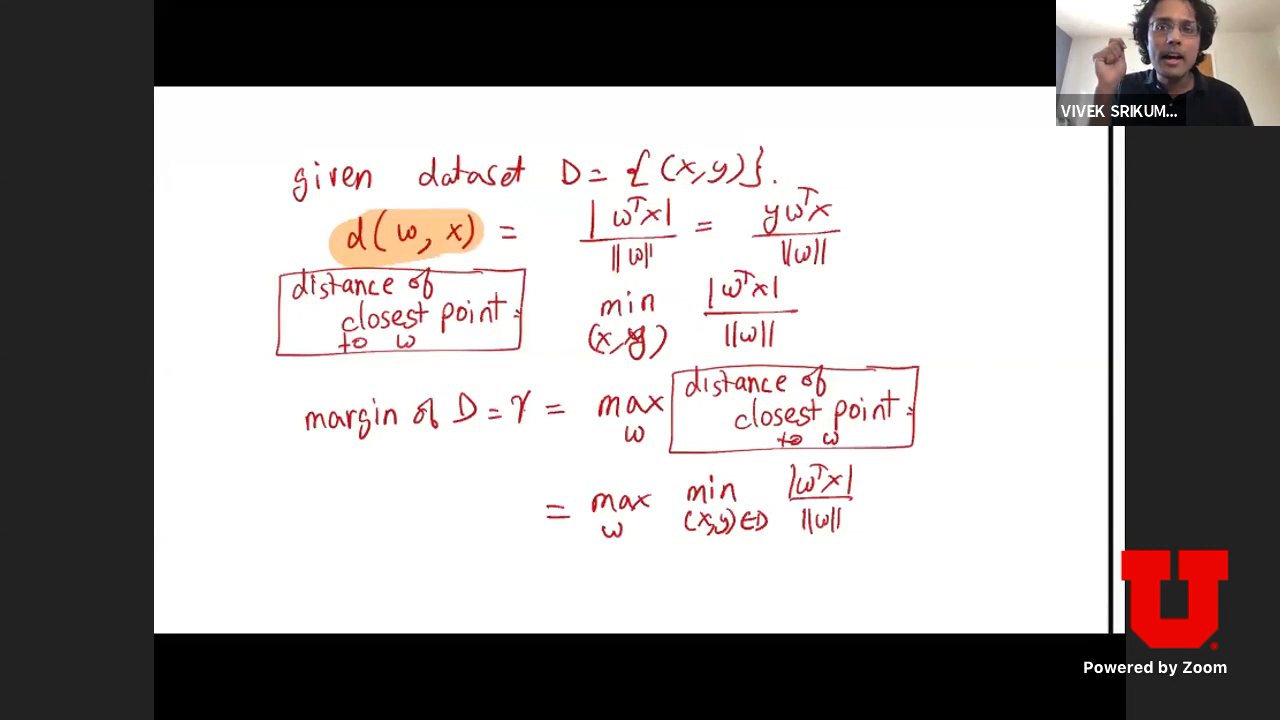 VIVEK SRIKUM...
given dataset D = {(x,y)}.
d(w, x) = |wᵀx| / ||w|| = y wᵀx / ||w||
distance of
closest point =
to w
min (x,y) |wᵀx| / ||w||
margin of D = γ = max w
distance of
closest point =
to w
= max w min (x,y)∈D |wᵀx| / ||w||
U
Powered by Zoom